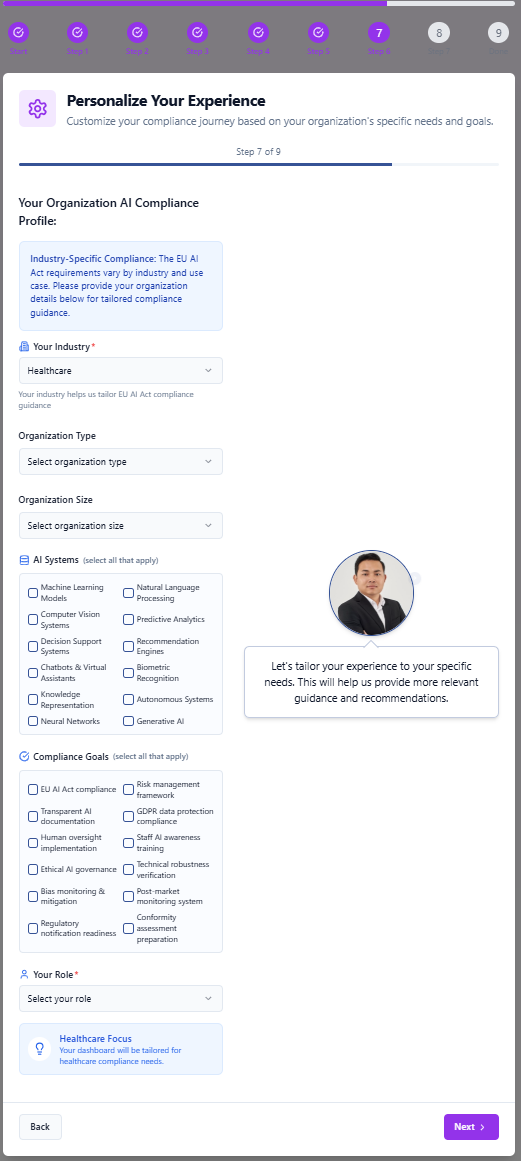 7
8
9
Start
Step 1
Step 2
Step 3
Step 4
Step 5
Step 6
Personalize Your Experience
Customize your compliance journey based on your organization's specific needs and goals.
Step 7 of 9
Your Organization AI Compliance
Profile:
Industry-Specific Compliance: The EU AI
Act requirements vary by industry and use
case. Please provide your organization
details below for tailored compliance
guidance.
Your Industry*
Healthcare
Your industry helps us tailor EU AI Act compliance
guidance
Organization Type
Select organization type
Organization Size
Select organization size
AI Systems (select all that apply)
Machine Learning
Models
Natural Language
Processing
Computer Vision
Systems
Predictive Analytics
Decision Support
Systems
Recommendation
Engines
Chatbots & Virtual
Assistants
Biometric
Recognition
Knowledge
Representation
Autonomous Systems
Neural Networks
Generative AI
Let's tailor your experience to your specific
needs. This will help us provide more relevant
guidance and recommendations.
Compliance Goals (select all that apply)
EU AI Act compliance
Risk management
framework
Transparent AI
documentation
GDPR data protection
compliance
Human oversight
implementation
Staff AI awareness
training
Ethical AI governance
Technical robustness
verification
Bias monitoring &
mitigation
Post-market
monitoring system
Regulatory
notification readiness
Conformity
assessment
preparation
Your Role*
Select your role
Healthcare Focus
Your dashboard will be tailored for
healthcare compliance needs.
Back
Next